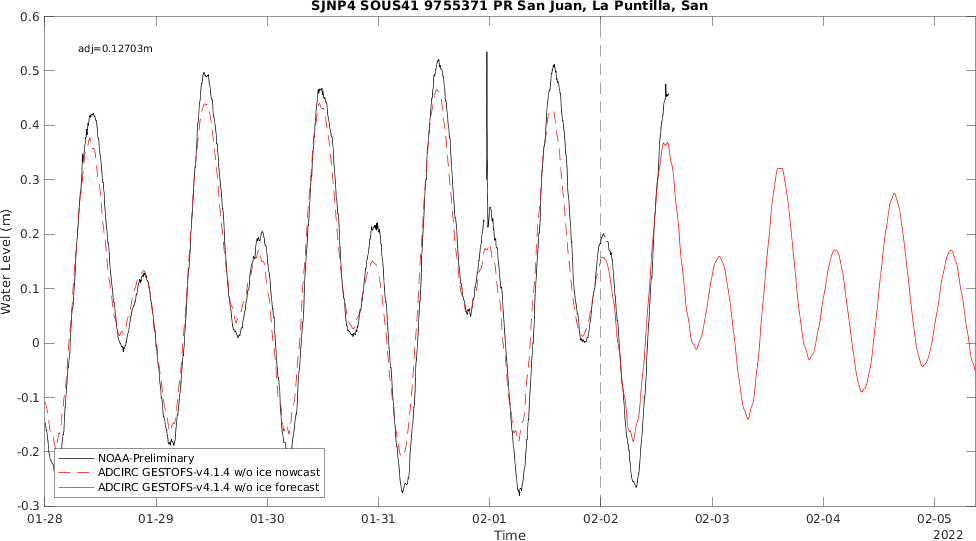 SJNP4 SOUS41 9755371 PR San Juan, La Puntilla, San
adj=0.12703m
Water Level (m)
0.6
0.5
0.4
0.3
0.2
0.1
0
-0.1
-0.2
-0.3
NOAA-Preliminary
ADCIRC GESTOFS-v4.1.4 w/o ice nowcast
ADCIRC GESTOFS-v4.1.4 w/o ice forecast
01-28 01-29 01-30 01-31 02-01 02-02 02-03 02-04 02-05
Time
2022